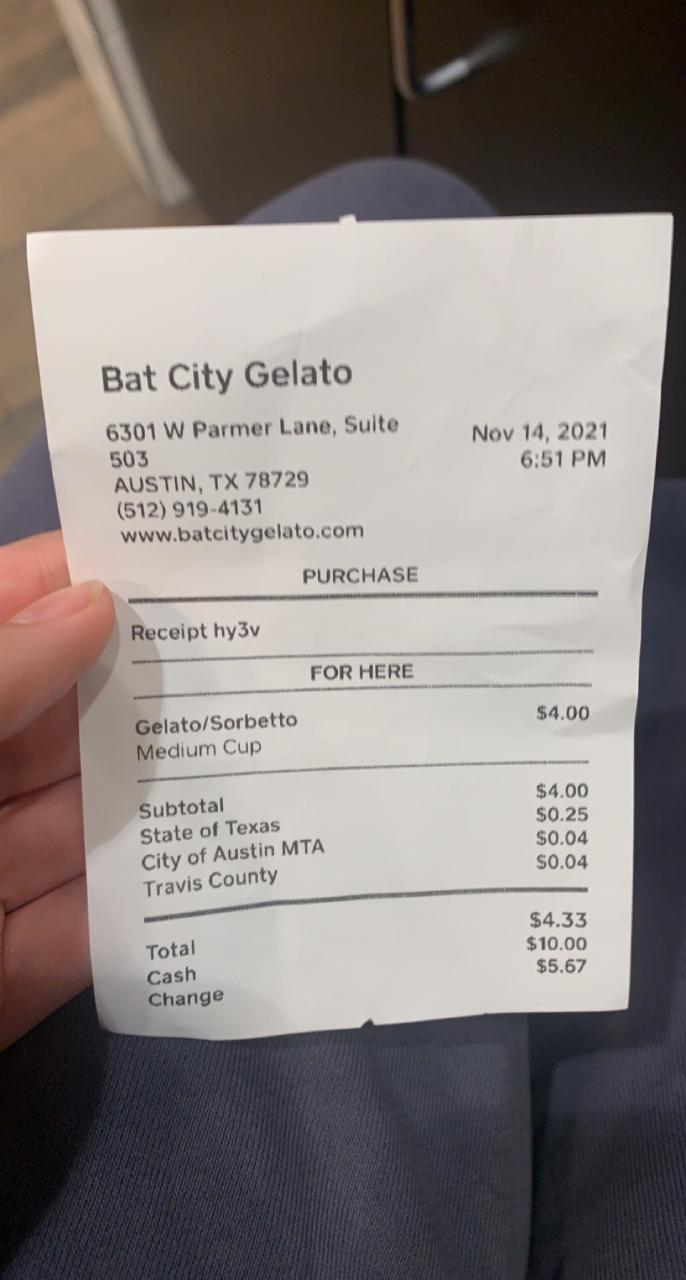 Bat City Gelato
6301 W Parmer Lane, Suite
503
AUSTIN, TX 78729
(512) 919-4131
www.batcitygelato.com
Nov 14, 2021
6:51 PM
PURCHASE
Receipt hy3v
FOR HERE
Gelato/Sorbetto $4.00
Medium Cup
Subtotal $4.00
State of Texas $0.25
City of Austin MTA $0.04
Travis County $0.04
Total $4.33
Cash $10.00
Change $5.67